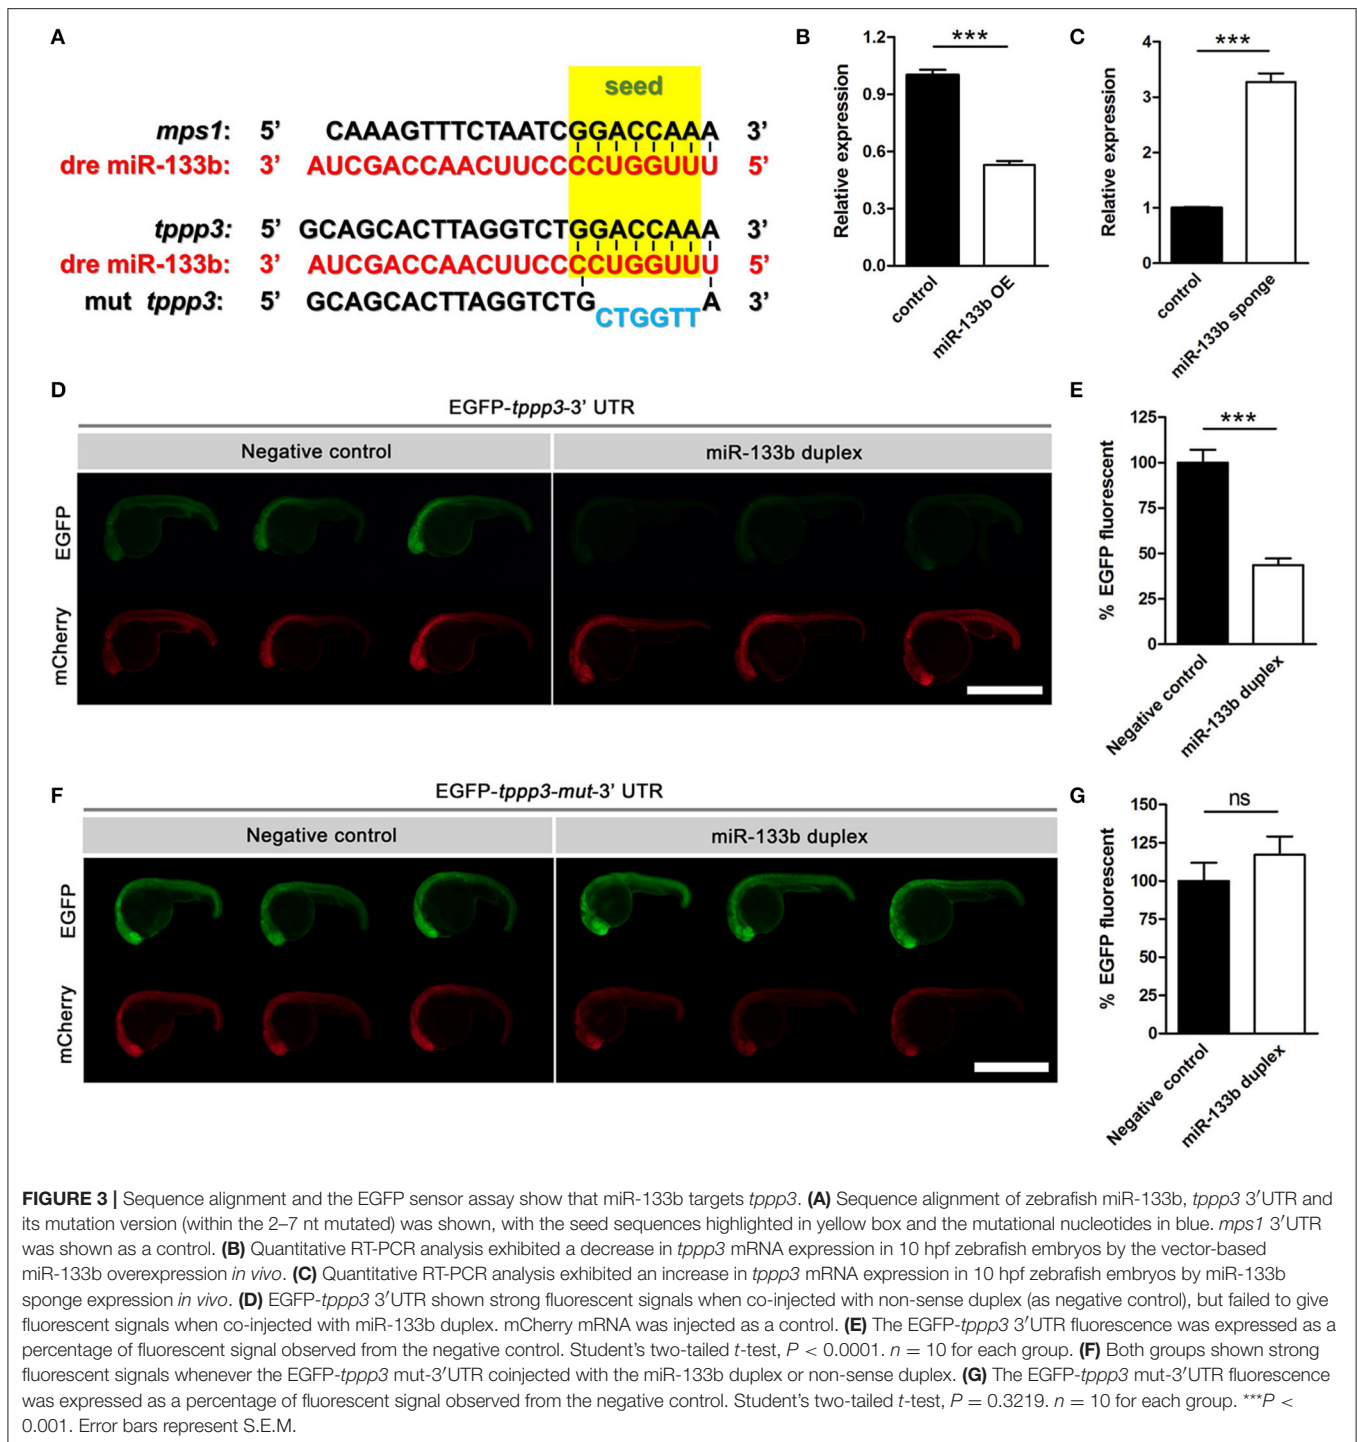 A
seed
mps1: 5’ CAAAGTTTCTAATCGGACCAAA 3’
dre miR-133b: 3’ AUCGACCAACUUCCCCUGGUUU 5’
tppp3: 5’ GCAGCACTTAGGTCTGGACCAAA 3’
dre miR-133b: 3’ AUCGACCAACUUCCCCUGGUUU 5’
mut tppp3: 5’ GCAGCACTTAGGTCTG A 3’
CTGGTT
B
1.2
0.9
0.6
0.3
0.0
Relative expression
***
control
miR-133b OE
C
4
3
2
1
0
Relative expression
***
control
miR-133b sponge
D
EGFP-tppp3-3’ UTR
Negative control miR-133b duplex
EGFP
mCherry
E
125
100
75
50
25
0
% EGFP fluorescent
***
Negative control
miR-133b duplex
F
EGFP-tppp3-mut-3’ UTR
Negative control miR-133b duplex
EGFP
mCherry
G
150
125
100
75
50
25
0
% EGFP fluorescent
ns
Negative control
miR-133b duplex
FIGURE 3 | Sequence alignment and the EGFP sensor assay show that miR-133b targets tppp3. (A) Sequence alignment of zebrafish miR-133b, tppp3 3′UTR and
its mutation version (within the 2–7 nt mutated) was shown, with the seed sequences highlighted in yellow box and the mutational nucleotides in blue. mps1 3′UTR
was shown as a control. (B) Quantitative RT-PCR analysis exhibited a decrease in tppp3 mRNA expression in 10 hpf zebrafish embryos by the vector-based
miR-133b overexpression in vivo. (C) Quantitative RT-PCR analysis exhibited an increase in tppp3 mRNA expression in 10 hpf zebrafish embryos by miR-133b
sponge expression in vivo. (D) EGFP-tppp3 3′UTR shown strong fluorescent signals when co-injected with non-sense duplex (as negative control), but failed to give
fluorescent signals when co-injected with miR-133b duplex. mCherry mRNA was injected as a control. (E) The EGFP-tppp3 3′UTR fluorescence was expressed as a
percentage of fluorescent signal observed from the negative control. Student’s two-tailed t-test, P < 0.0001. n = 10 for each group. (F) Both groups shown strong
fluorescent signals whenever the EGFP-tppp3 mut-3′UTR coinjected with the miR-133b duplex or non-sense duplex. (G) The EGFP-tppp3 mut-3′UTR fluorescence
was expressed as a percentage of fluorescent signal observed from the negative control. Student’s two-tailed t-test, P = 0.3219. n = 10 for each group. ***P <
0.001. Error bars represent S.E.M.